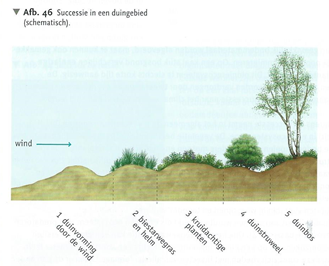 ▼ Afb. 46 Successie in een duingebied
(schematisch).
wind
1 duinvorming
door de wind
2 biestarwegras
en helm
3 kruidachtige
planten
4 duinstruweel
5 duinbos